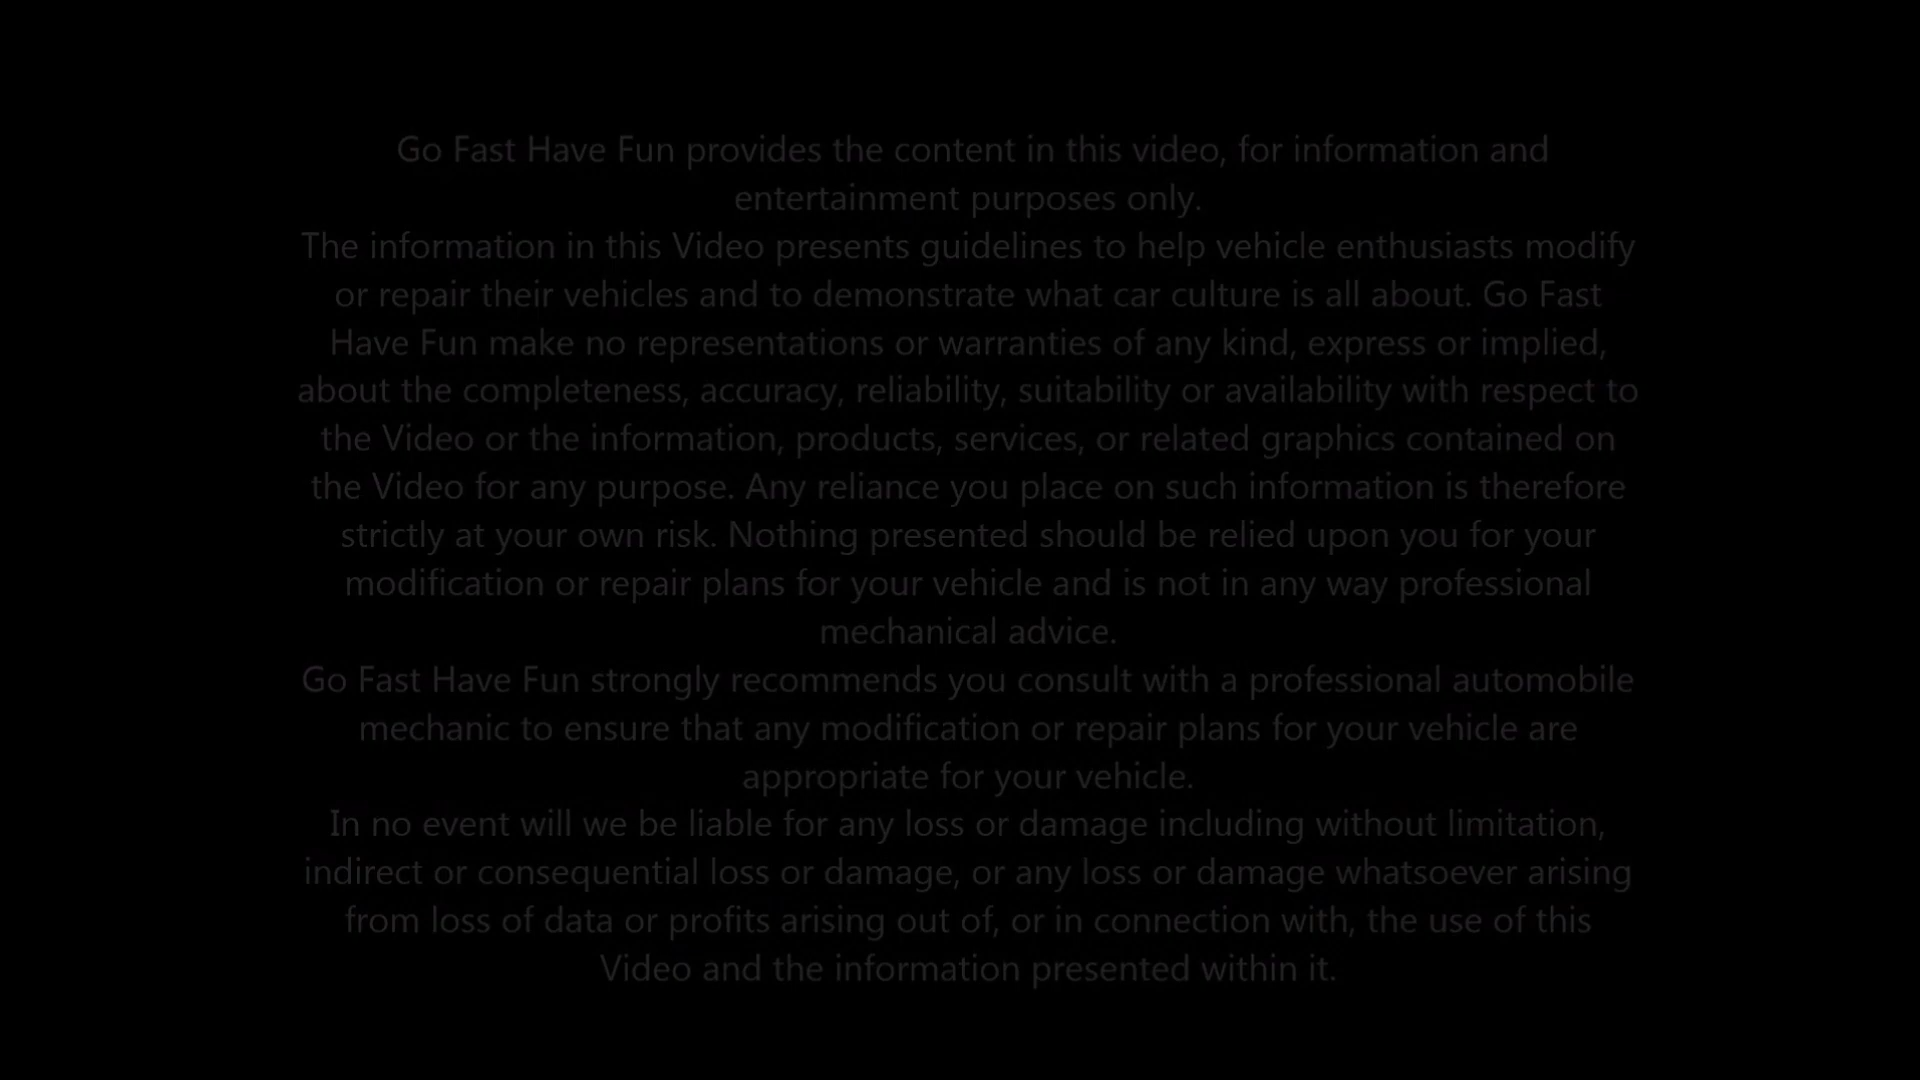 Go Fast Have Fun provides the content in this video, for information and
entertainment purposes only.
The information in this Video presents guidelines to help vehicle enthusiasts modify
or repair their vehicles and to demonstrate what car culture is all about. Go Fast
Have Fun make no representations or warranties of any kind, express or implied,
about the completeness, accuracy, reliability, suitability or availability with respect to
the Video or the information, products, services, or related graphics contained on
the Video for any purpose. Any reliance you place on such information is therefore
strictly at your own risk. Nothing presented should be relied upon you for your
modification or repair plans for your vehicle and is not in any way professional
mechanical advice.
Go Fast Have Fun strongly recommends you consult with a professional automobile
mechanic to ensure that any modification or repair plans for your vehicle are
appropriate for your vehicle.
In no event will we be liable for any loss or damage including without limitation,
indirect or consequential loss or damage, or any loss or damage whatsoever arising
from loss of data or profits arising out of, or in connection with, the use of this
Video and the information presented within it.